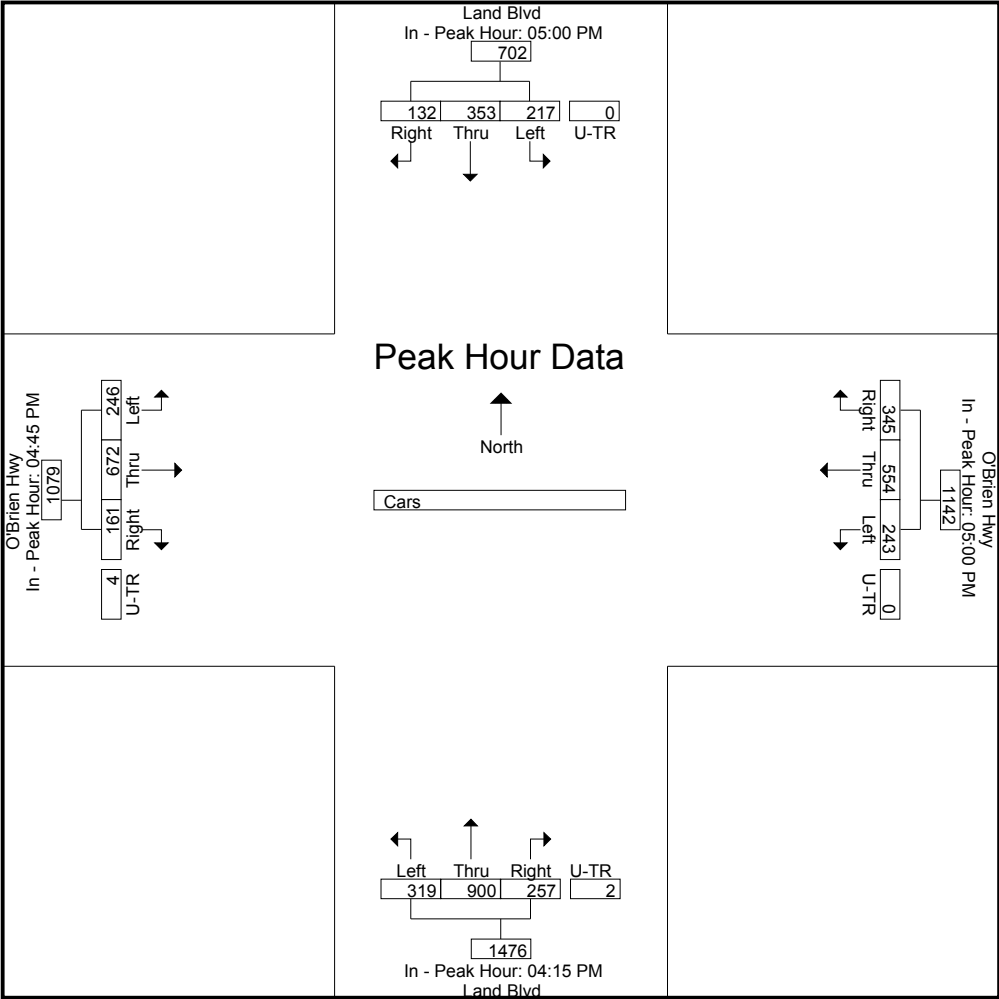 Land Blvd
In - Peak Hour: 05:00 PM
702
132 353 217 0
Right Thru Left U-TR
Peak Hour Data
North
Cars
O'Brien Hwy
In - Peak Hour: 04:45 PM
1079
246 672 161 4
Left Thru Right U-TR
O'Brien Hwy
In - Peak Hour: 05:00 PM
1142
345 554 243 0
Right Thru Left U-TR
Left Thru Right U-TR
319 900 257 2
1476
In - Peak Hour: 04:15 PM
Land Blvd